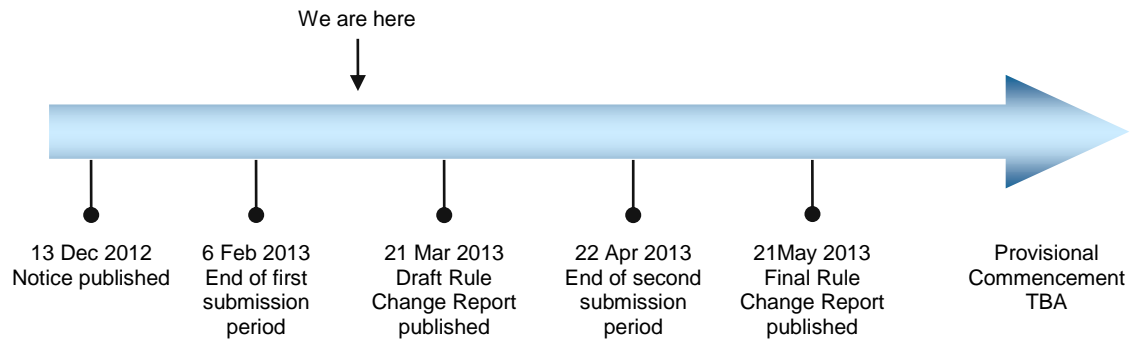 We are here
13 Dec 2012
Notice published
6 Feb 2013
End of first
submission
period
21 Mar 2013
Draft Rule
Change Report
published
22 Apr 2013
End of second
submission
period
21May 2013
Final Rule
Change Report
published
Provisional
Commencement
TBA